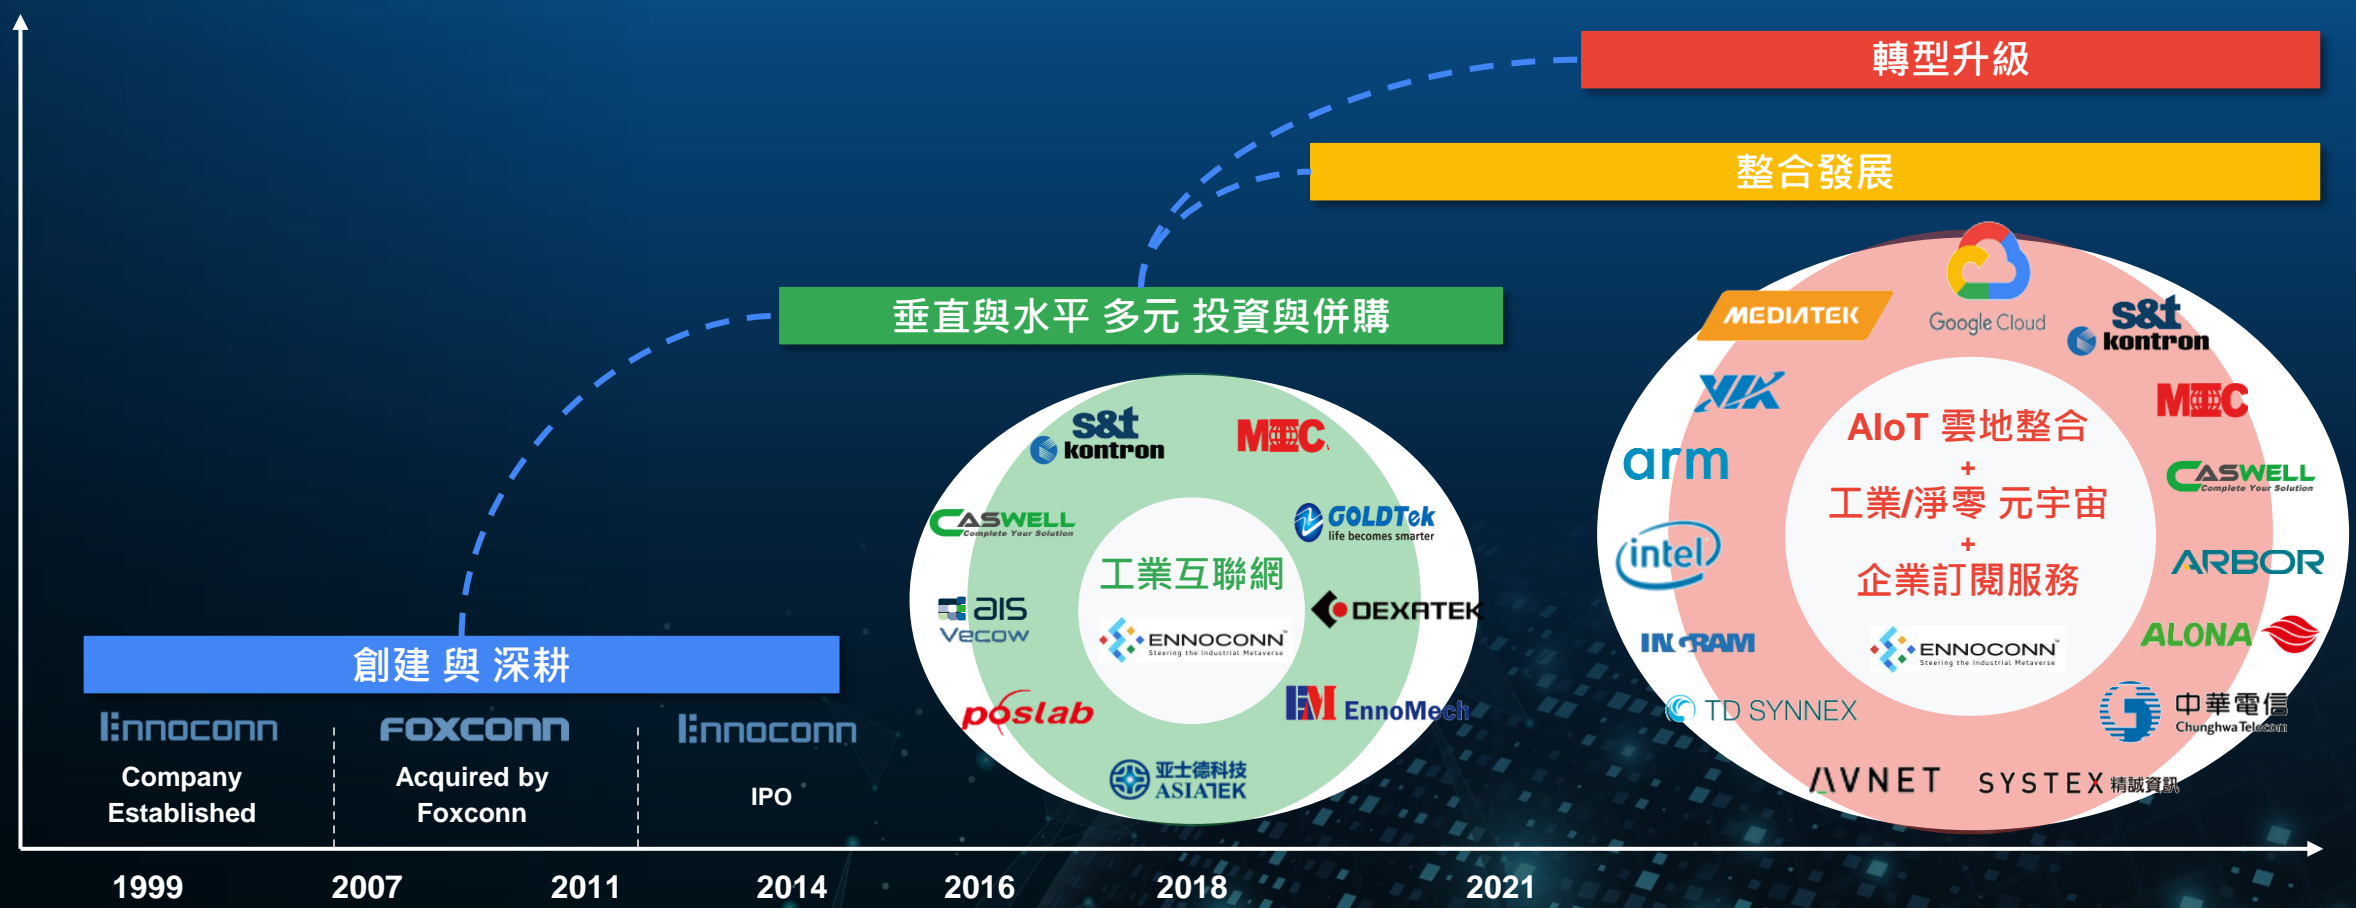 轉型升級
整合發展
垂直與水平 多元 投資與併購
創建 與 深耕
Ennoconn
Company
Established
FOXCONN
Acquired by
Foxconn
Ennoconn
IPO
s&t
kontron
MIC
CASWELL
Complete Your Solution
GOLDTek
life becomes smarter
工業互聯網
ENNOCONN™
Steering the Industrial Metaverse
ais
Vecow
DEXATEK
poslab
EnnoMech
亚士德科技
ASIATEK
Google Cloud
MEDIATEK
s&t
kontron
VIA
MIC
arm
CASWELL
Complete Your Solution
AIoT 雲地整合
+
工業/淨零 元宇宙
+
企業訂閱服務
ENNOCONN™
Steering the Industrial Metaverse
intel
ARBOR
INGRAM
ALONA
TD SYNNEX
中華電信
Chunghwa Telecom
AVNET
SYSTEX 精誠資訊
1999
2007
2011
2014
2016
2018
2021